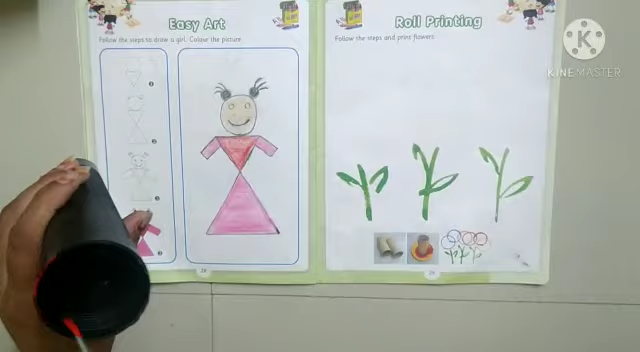 Easy Art
Follow the steps to draw a girl. Colour the picture.
Roll Printing
Follow the steps and print flowers.
KINEMASTER